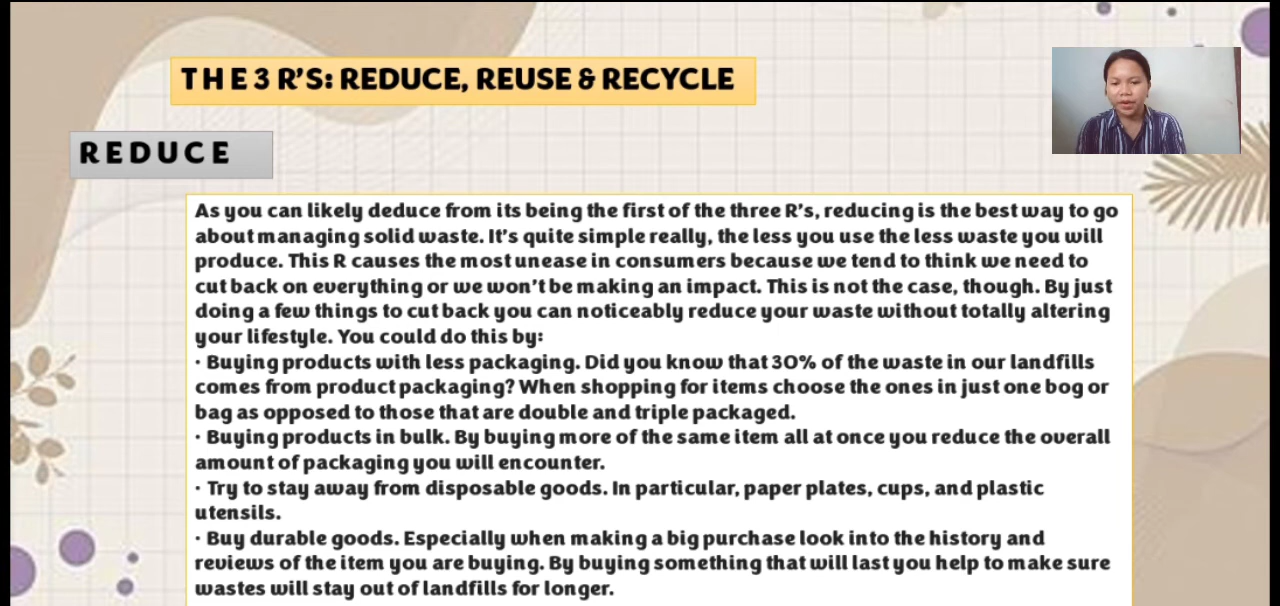 THE 3 R'S: REDUCE, REUSE & RECYCLE
REDUCE
As you can likely deduce from its being the first of the three R's, reducing is the best way to go
about managing solid waste. It's quite simple really, the less you use the less waste you will
produce. This R causes the most unease in consumers because we tend to think we need to
cut back on everything or we won't be making an impact. This is not the case, though. By just
doing a few things to cut back you can noticeably reduce your waste without totally altering
your lifestyle. You could do this by:
· Buying products with less packaging. Did you know that 30% of the waste in our landfills
comes from product packaging? When shopping for items choose the ones in just one bog or
bag as opposed to those that are double and triple packaged.
· Buying products in bulk. By buying more of the same item all at once you reduce the overall
amount of packaging you will encounter.
· Try to stay away from disposable goods. In particular, paper plates, cups, and plastic
utensils.
· Buy durable goods. Especially when making a big purchase look into the history and
reviews of the item you are buying. By buying something that will last you help to make sure
wastes will stay out of landfills for longer.